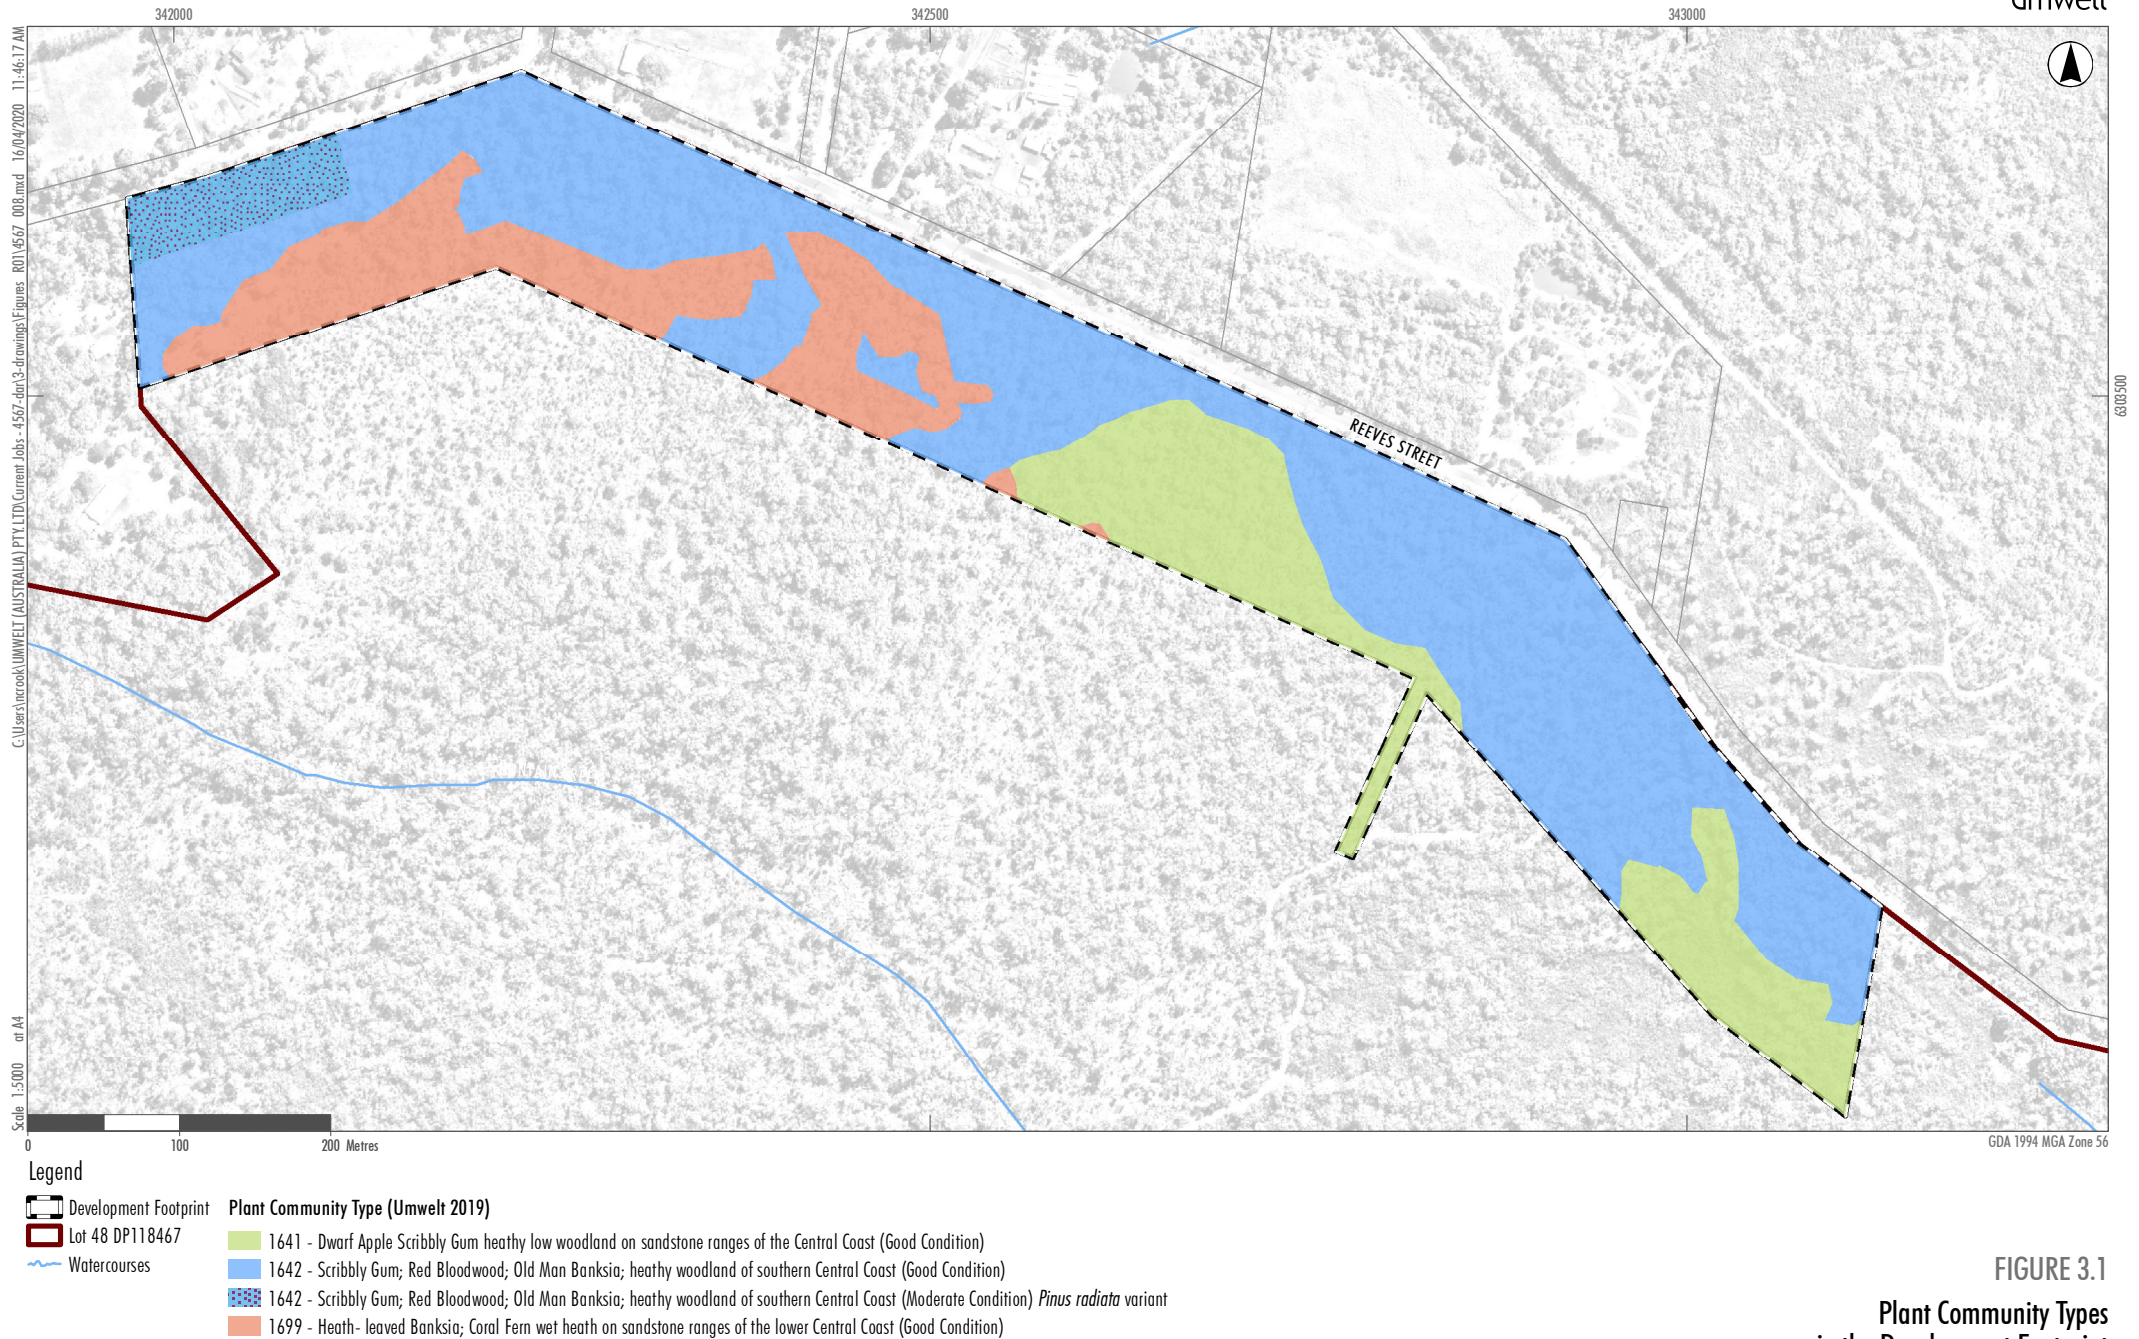 umwelt
342000
342500
343000
C:\Users\ncrook\UMWELT (AUSTRALIA) PTY. LTD\Current Jobs - 4567-dar\3-drawings\Figures R01\4567_008.mxd 16/04/2020 11:46:17 AM
6303500
REEVES STREET
Scale 1:5000 at A4
0 100 200 Metres
GDA 1994 MGA Zone 56
Legend
Development Footprint
Lot 48 DP118467
Watercourses
Plant Community Type (Umwelt 2019)
1641 - Dwarf Apple Scribbly Gum heathy low woodland on sandstone ranges of the Central Coast (Good Condition)
1642 - Scribbly Gum; Red Bloodwood; Old Man Banksia; heathy woodland of southern Central Coast (Good Condition)
1642 - Scribbly Gum; Red Bloodwood; Old Man Banksia; heathy woodland of southern Central Coast (Moderate Condition) Pinus radiata variant
1699 - Heath- leaved Banksia; Coral Fern wet heath on sandstone ranges of the lower Central Coast (Good Condition)
FIGURE 3.1
Plant Community Types
in the Development Footprint